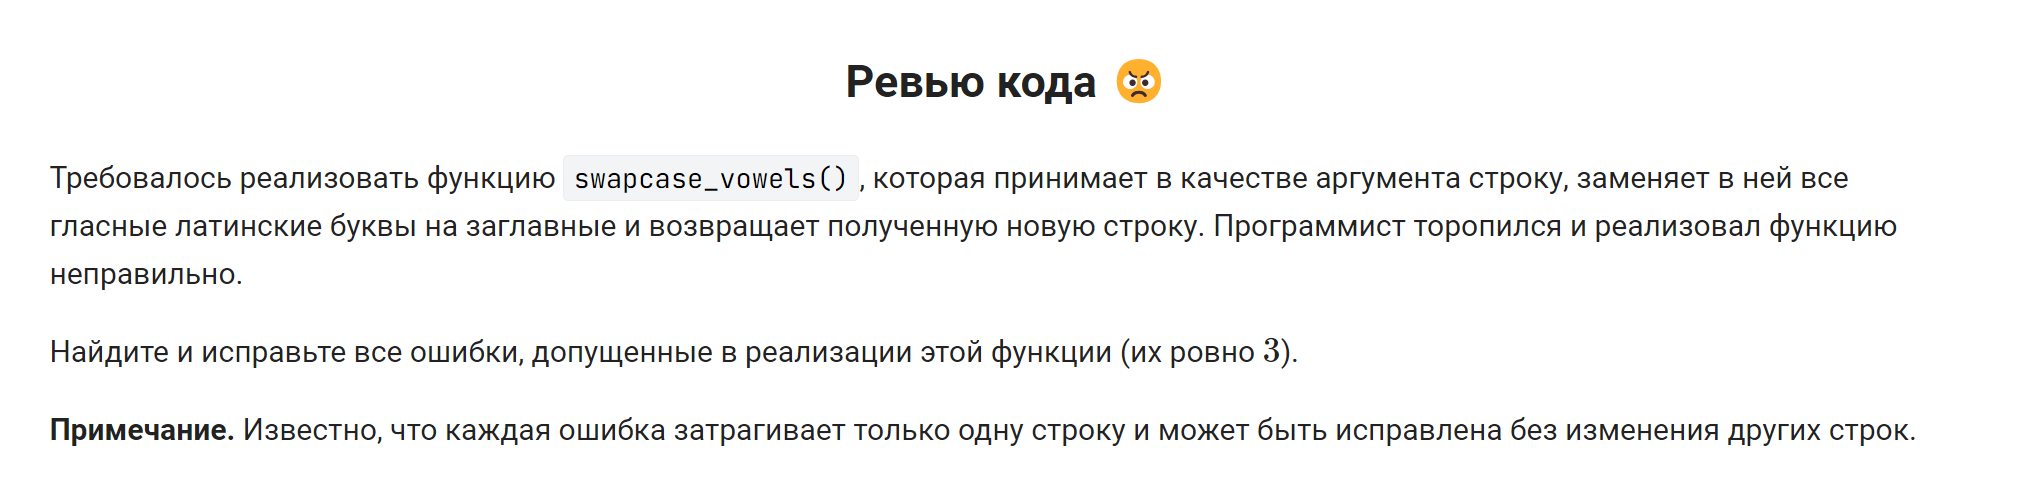 Ревью кода 😠
Требовалось реализовать функцию swapcase_vowels(), которая принимает в качестве аргумента строку, заменяет в ней все
гласные латинские буквы на заглавные и возвращает полученную новую строку. Программист торопился и реализовал функцию
неправильно.
Найдите и исправьте все ошибки, допущенные в реализации этой функции (их ровно 3).
Примечание. Известно, что каждая ошибка затрагивает только одну строку и может быть исправлена без изменения других строк.